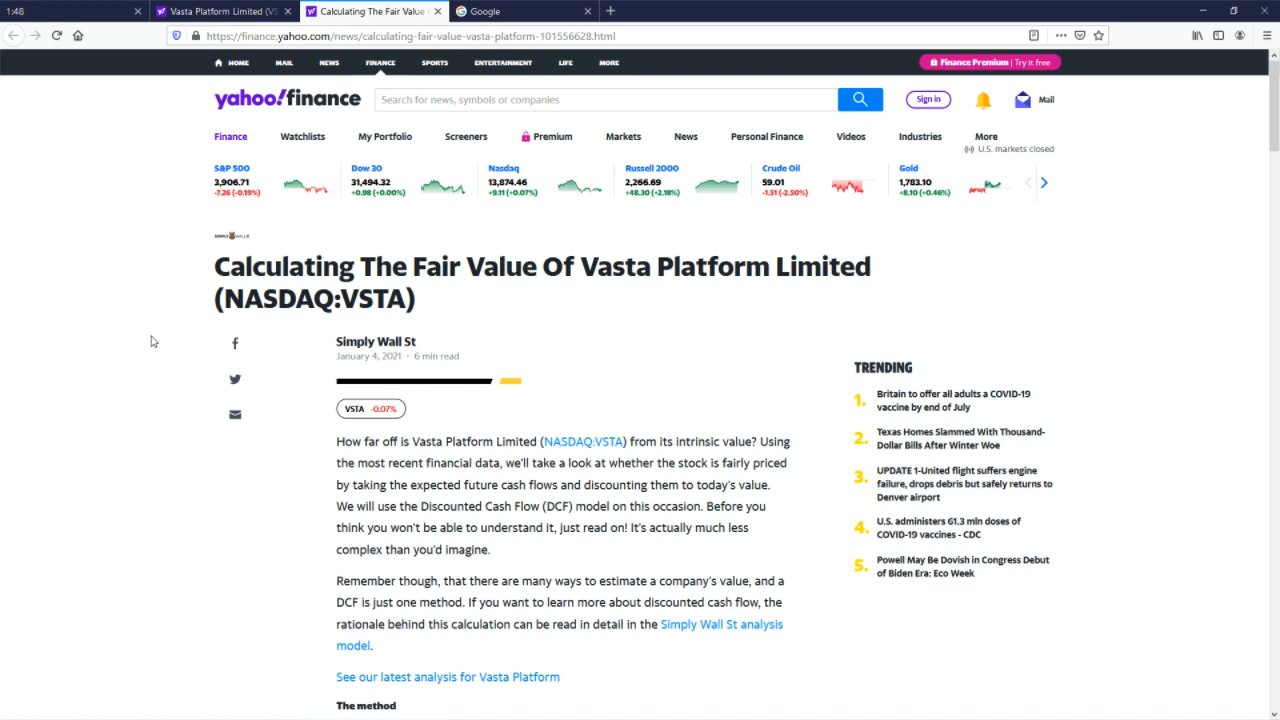 1:48
Vasta Platform Limited (VS
Calculating The Fair Value
Google
https://finance.yahoo.com/news/calculating-fair-value-vasta-platform-101556628.html
HOME MAIL NEWS FINANCE SPORTS ENTERTAINMENT LIFE MORE
Finance Premium | Try it free
yahoo!finance
Search for news, symbols or companies
Sign in
Mail
Finance Watchlists My Portfolio Screeners Premium Markets News Personal Finance Videos Industries More
U.S. markets closed
S&P 500
3,906.71
-7.26 (-0.19%)
Dow 30
31,494.32
+0.98 (+0.00%)
Nasdaq
13,874.46
+9.11 (+0.07%)
Russell 2000
2,266.69
+48.30 (+2.18%)
Crude Oil
59.01
-1.51 (-2.50%)
Gold
1,783.10
+8.10 (+0.46%)
Calculating The Fair Value Of Vasta Platform Limited
(NASDAQ:VSTA)
Simply Wall St
January 4, 2021 · 6 min read
VSTA -0.07%
How far off is Vasta Platform Limited (NASDAQ:VSTA) from its intrinsic value? Using
the most recent financial data, we'll take a look at whether the stock is fairly priced
by taking the expected future cash flows and discounting them to today's value.
We will use the Discounted Cash Flow (DCF) model on this occasion. Before you
think you won't be able to understand it, just read on! It's actually much less
complex than you'd imagine.
Remember though, that there are many ways to estimate a company's value, and a
DCF is just one method. If you want to learn more about discounted cash flow, the
rationale behind this calculation can be read in detail in the Simply Wall St analysis
model.
See our latest analysis for Vasta Platform
The method
TRENDING
1. Britain to offer all adults a COVID-19
vaccine by end of July
2. Texas Homes Slammed With Thousand-
Dollar Bills After Winter Woe
3. UPDATE 1-United flight suffers engine
failure, drops debris but safely returns to
Denver airport
4. U.S. administers 61.3 mln doses of
COVID-19 vaccines - CDC
5. Powell May Be Dovish in Congress Debut
of Biden Era: Eco Week